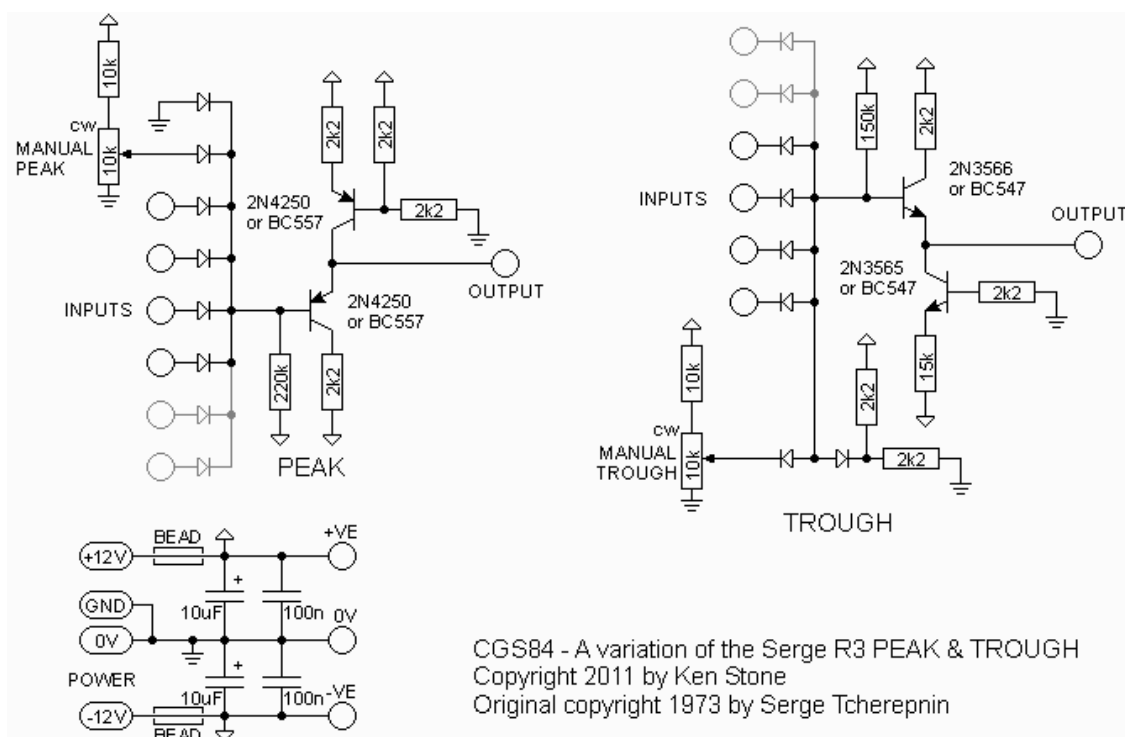 10k
CW
MANUAL
PEAK
10k
2k2
2k2
2N4250
or BC557
2k2
OUTPUT
INPUTS
2N4250
or BC557
220k
2k2
PEAK
150k
2k2
2N3566
or BC547
INPUTS
OUTPUT
2N3565
or BC547
2k2
15k
10k
2k2
CW
MANUAL
TROUGH
10k
2k2
TROUGH
BEAD
+VE
+12V
+
10uF
100n
GND
0V
0V
POWER
+
10uF
100n
-VE
-12V
BEAD
CGS84 - A variation of the Serge R3 PEAK & TROUGH
Copyright 2011 by Ken Stone
Original copyright 1973 by Serge Tcherepnin